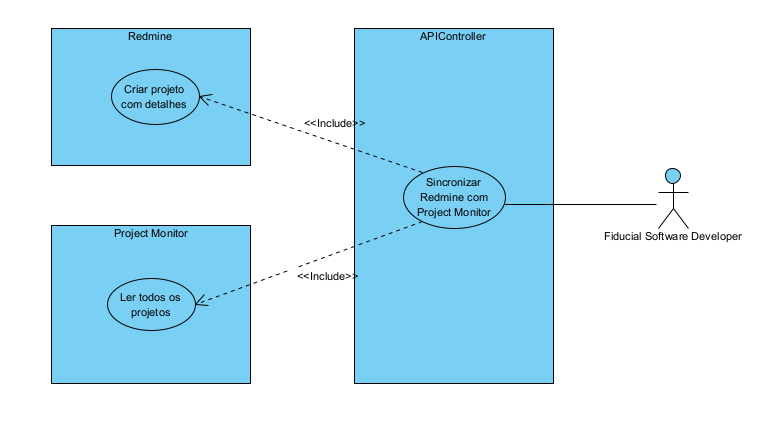 Redmine
APIController
Criar projeto
com detalhes
<<Include>>
Sincronizar
Redmine com
Project Monitor
Project Monitor
Fiducial Software Developer
<<Include>>
Ler todos os
projetos